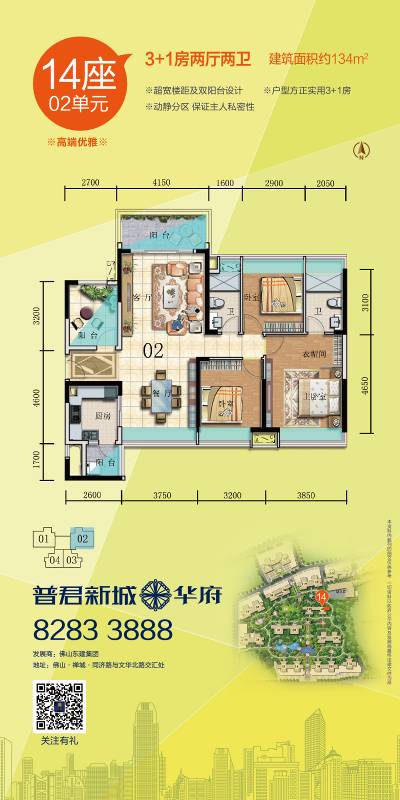 14座
02单元
※高端优雅※
3+1房两厅两卫 建筑面积约134m²
※超宽楼距及双阳台设计 ※户型方正实用3+1房
※动静分区 保证主人私密性
N
2700 4150 1600 2900 2050
阳台
客厅
卧室
卫
卫
阳台
衣帽间
02
主卧室
餐厅
卧室
厨房
阳台
3200
4600
1700
3100
4650
2600 3750 3200 3850
01 02
04 03
普君新城 华府
8283 3888
发展商：佛山东建集团
地址：佛山·禅城·同济路与文华北路交汇处
关注有礼
14